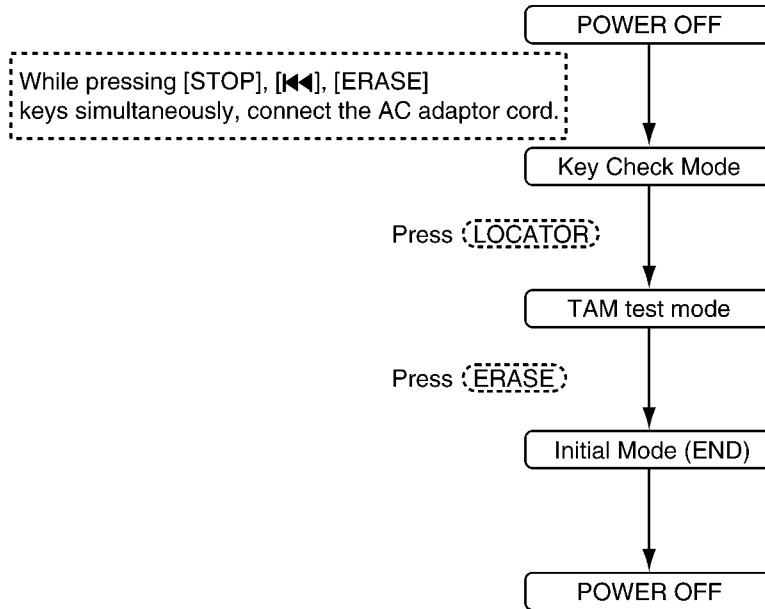 POWER OFF
While pressing [STOP], [⏮], [ERASE]
keys simultaneously, connect the AC adaptor cord.
Key Check Mode
Press LOCATOR
TAM test mode
Press ERASE
Initial Mode (END)
POWER OFF